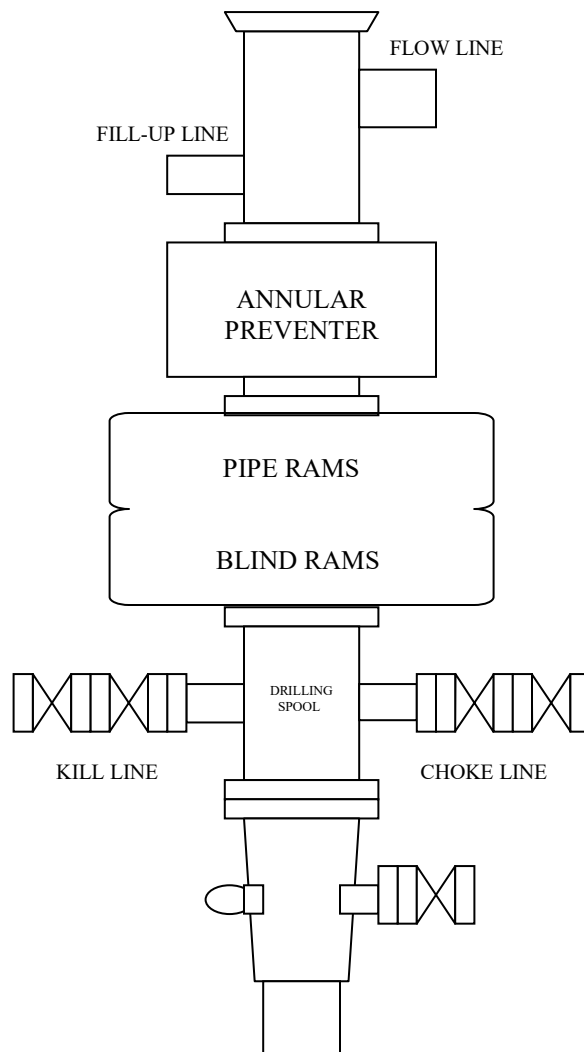 FLOW LINE
FILL-UP LINE
ANNULAR
PREVENTER
PIPE RAMS
BLIND RAMS
DRILLING
SPOOL
KILL LINE
CHOKE LINE